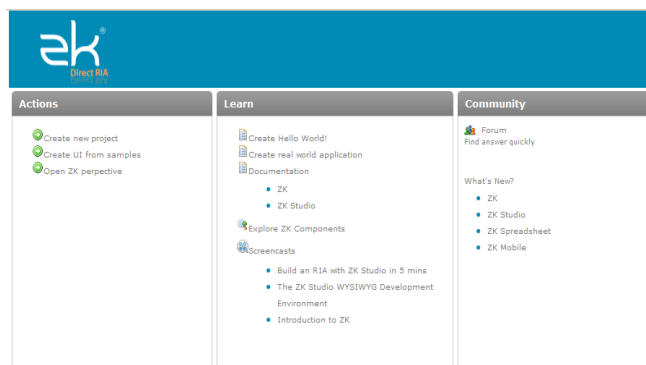 zk®
Direct RIA
Actions
Create new project
Create UI from samples
Open ZK perpective
Learn
Create Hello World!
Create real world application
Documentation
ZK
ZK Studio
Explore ZK Components
Screencasts
Build an RIA with ZK Studio in 5 mins
The ZK Studio WYSIWYG Development
Environment
Introduction to ZK
Community
Forum
Find answer quickly
What's New?
ZK
ZK Studio
ZK Spreadsheet
ZK Mobile